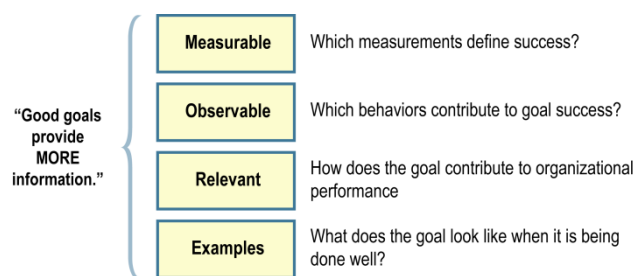 “Good goals
provide
MORE
information.”
Measurable
Which measurements define success?
Observable
Which behaviors contribute to goal success?
Relevant
How does the goal contribute to organizational
performance
Examples
What does the goal look like when it is being
done well?